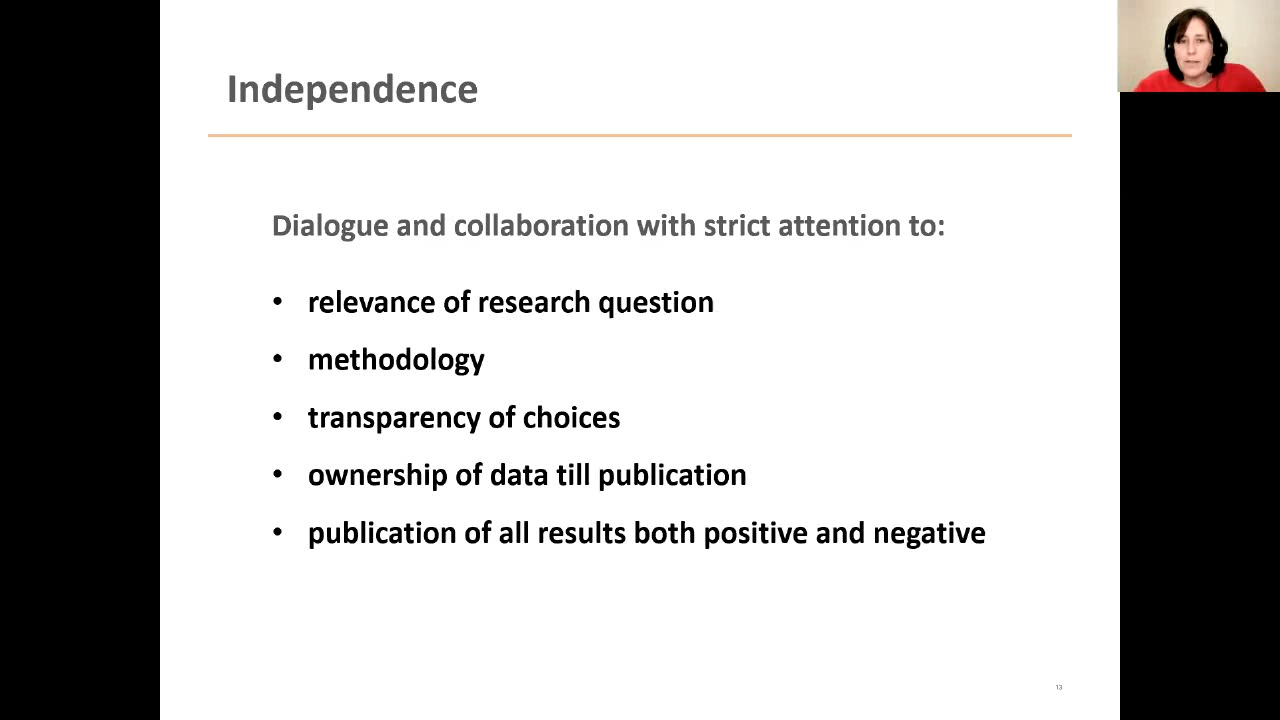 Independence
Dialogue and collaboration with strict attention to:
• relevance of research question
• methodology
• transparency of choices
• ownership of data till publication
• publication of all results both positive and negative
13